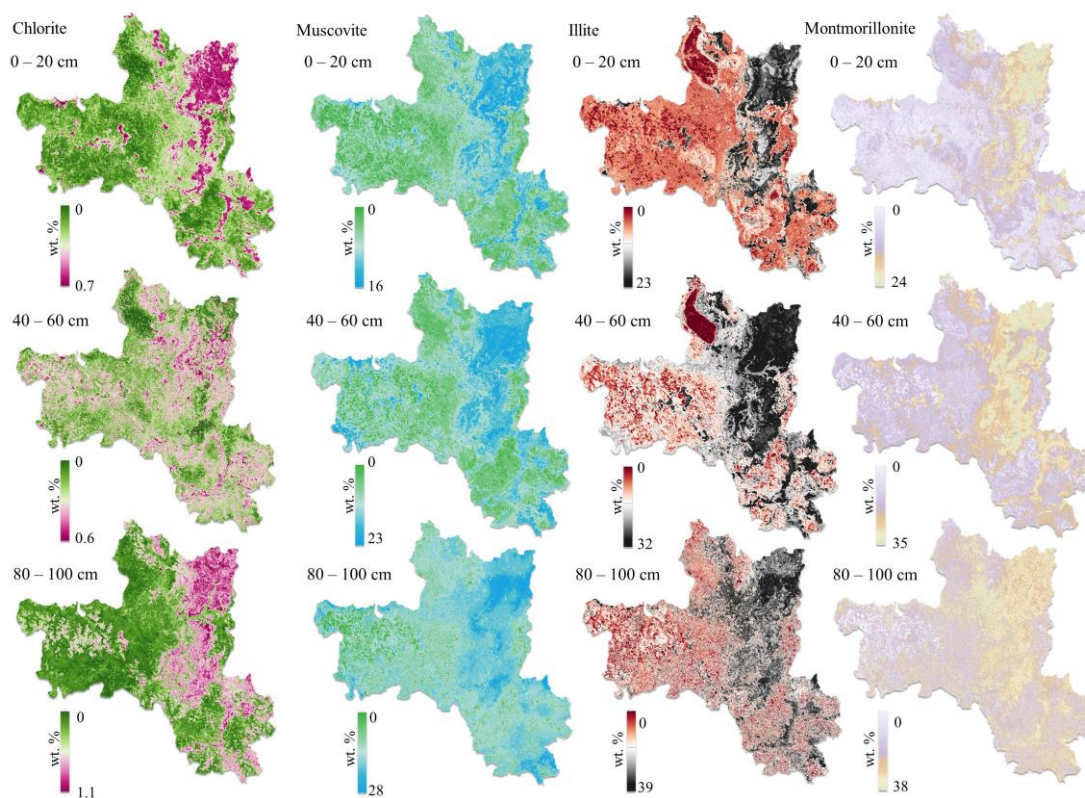 Chlorite
0 – 20 cm
0
wt. %
0.7
40 – 60 cm
0
wt. %
0.6
80 – 100 cm
0
wt. %
1.1
Muscovite
0 – 20 cm
0
wt. %
16
40 – 60 cm
0
wt. %
23
80 – 100 cm
0
wt. %
28
Illite
0 – 20 cm
0
wt. %
23
40 – 60 cm
0
wt. %
32
80 – 100 cm
0
wt. %
39
Montmorillonite
0 – 20 cm
0
wt. %
24
40 – 60 cm
0
wt. %
35
80 – 100 cm
0
wt. %
38